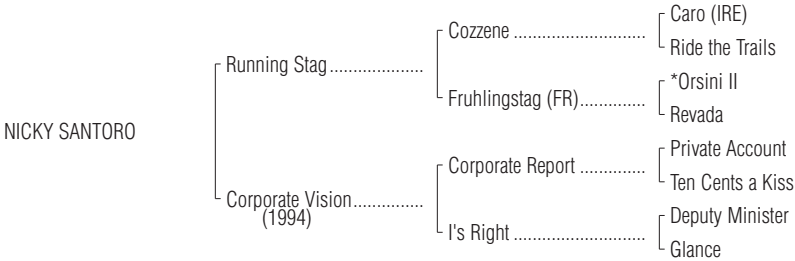 Caro (IRE)
Cozzene ..........................
Ride the Trails
Running Stag...................
*Orsini II
Fruhlingstag (FR).............
Revada
NICKY SANTORO
Private Account
Corporate Report .............
Ten Cents a Kiss
Corporate Vision..............
(1994)
Deputy Minister
I's Right ..........................
Glance